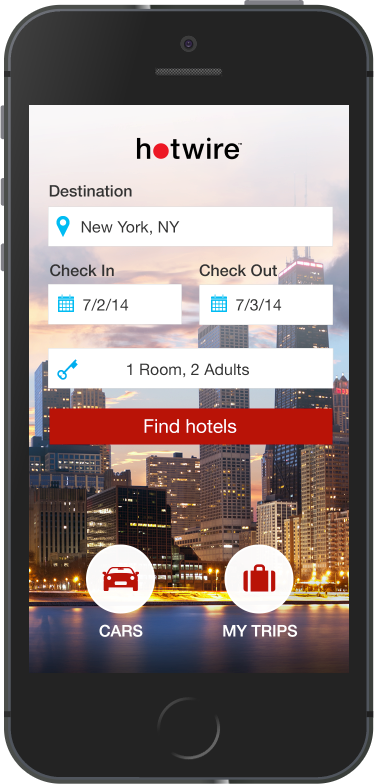 hotwire™
Destination
New York, NY
Check In Check Out
7/2/14 7/3/14
1 Room, 2 Adults
Find hotels
CARS MY TRIPS